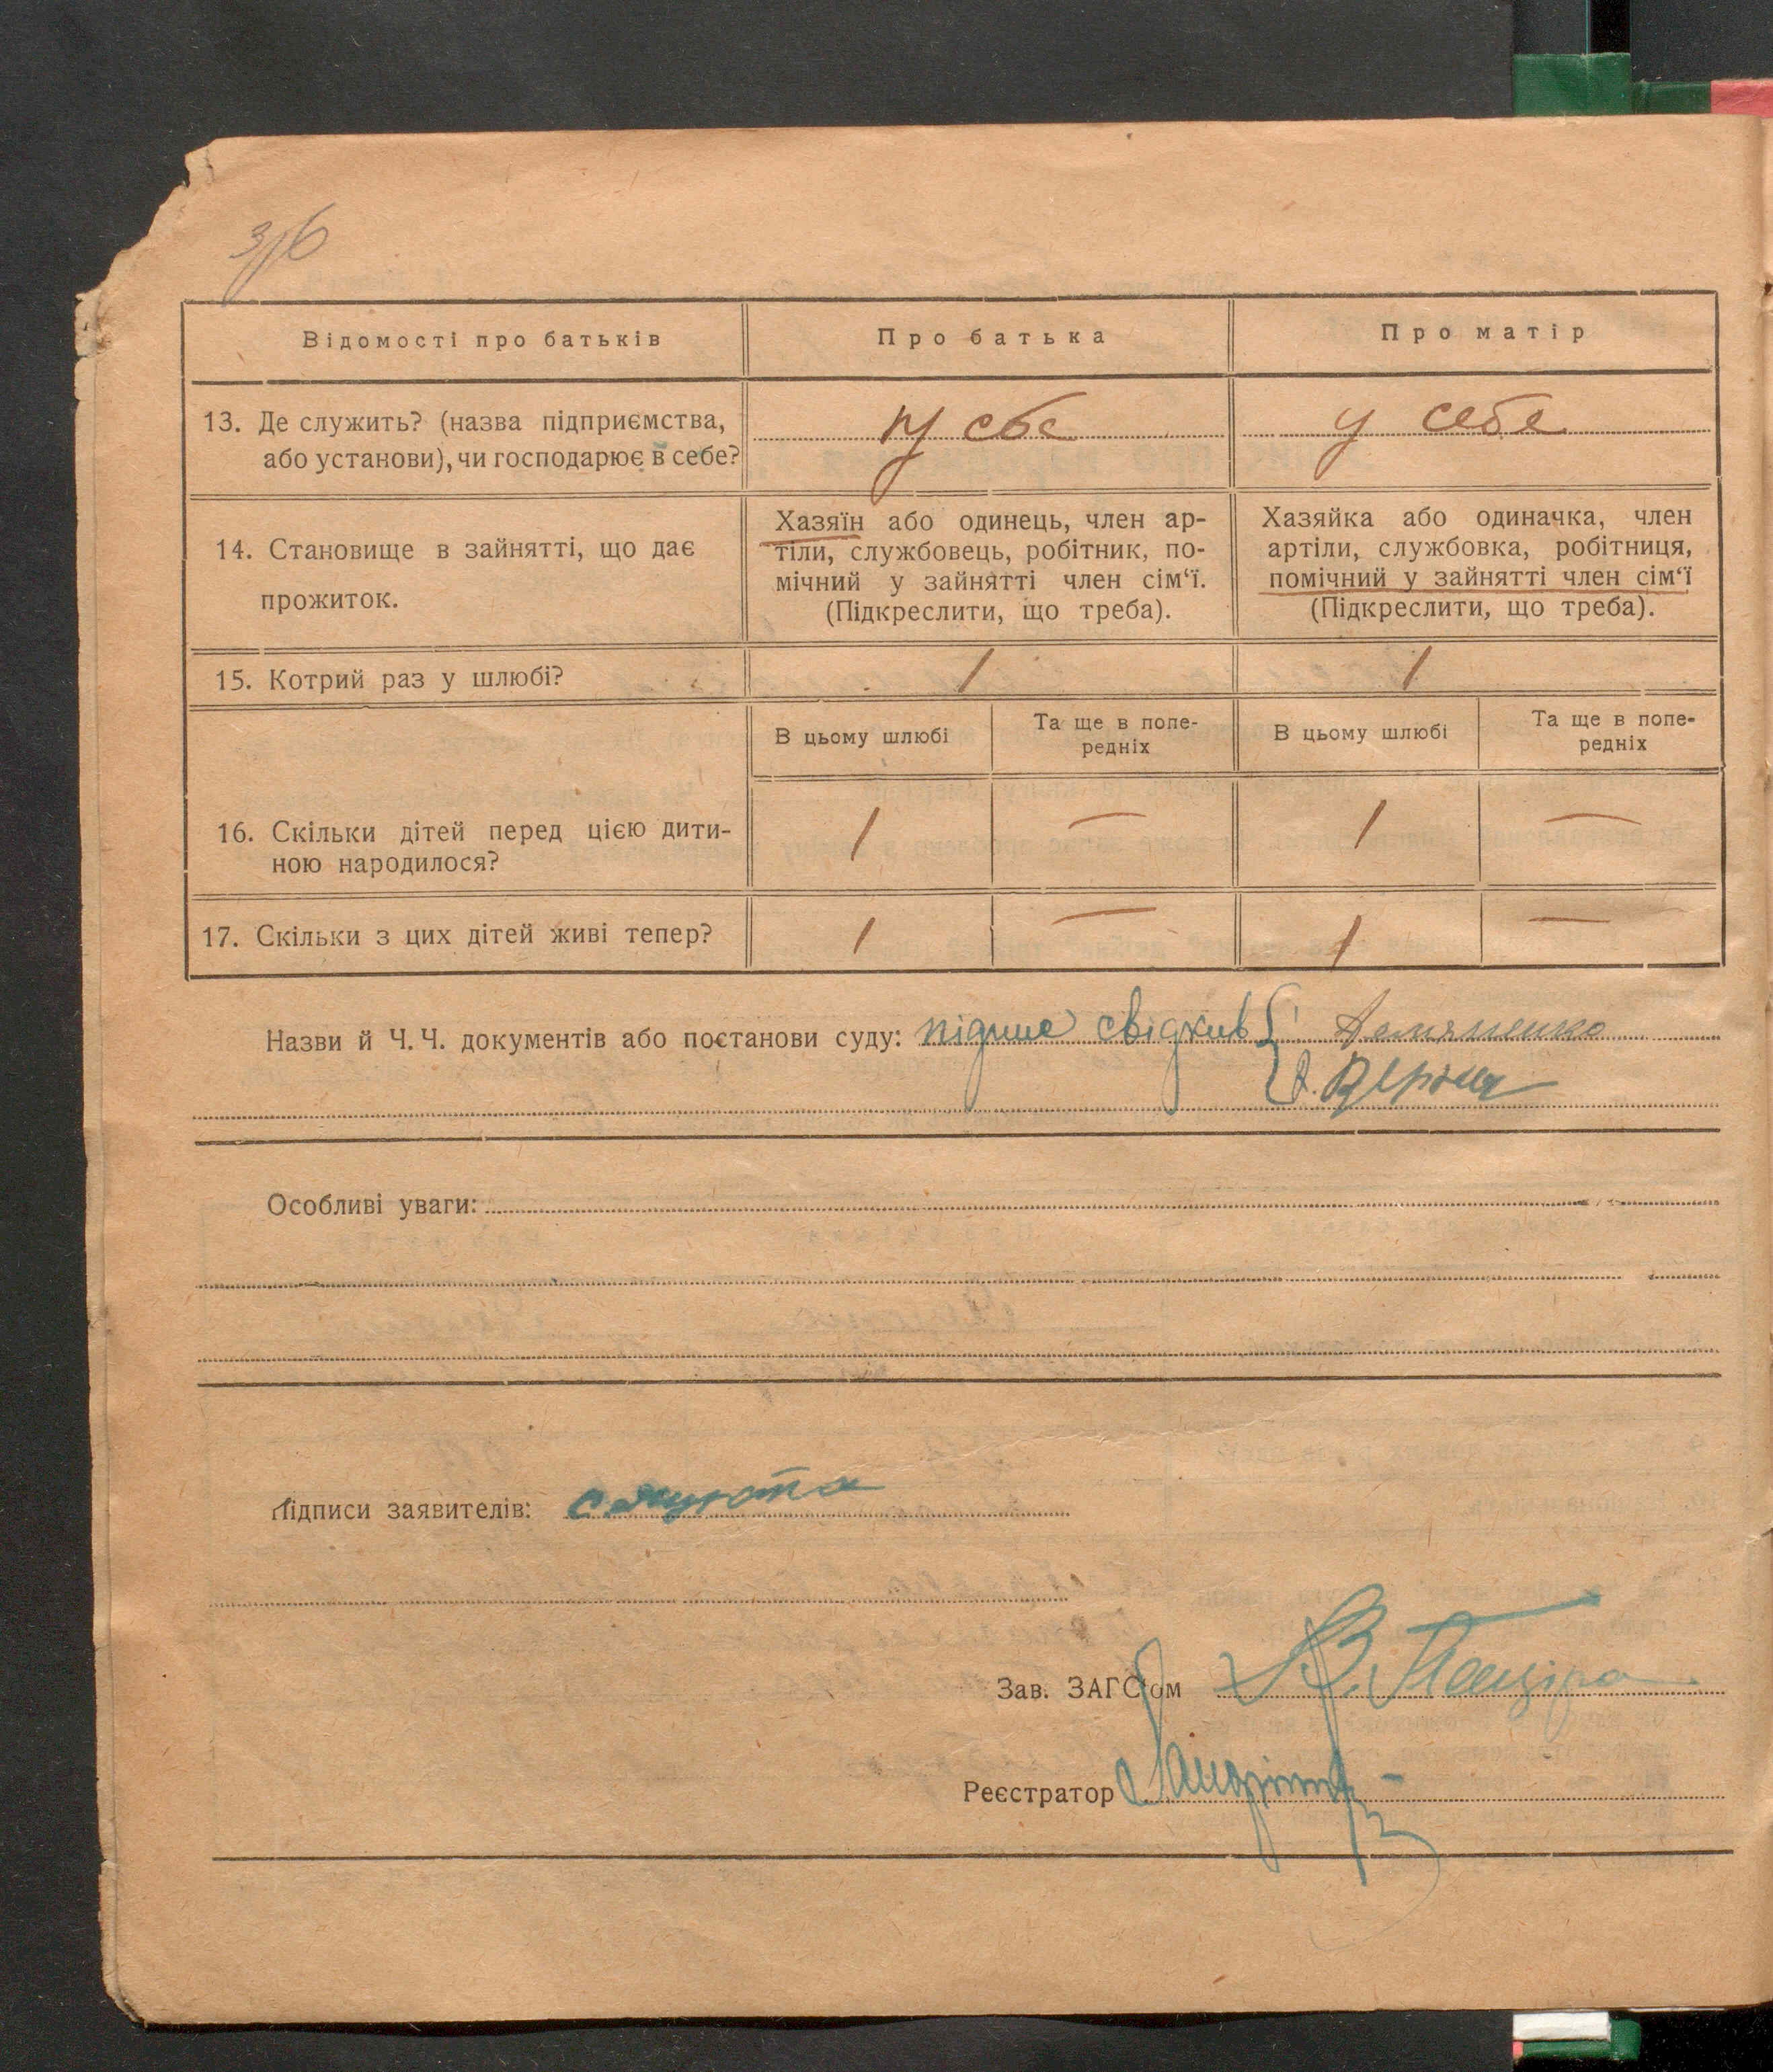 З/б
Відомості про батьків
Про батька
Про матір
13. Де служить? (назва підприємства,
або установи), чи господарює в себе?
у сбе
у себе
14. Становище в зайнятті, що дає
прожиток.
Хазяїн або одинець, член ар-
тіли, службовець, робітник, по-
мічний у зайнятті член сім‘ї.
(Підкреслити, що треба).
Хазяйка або одиначка, член
артіли, службовка, робітниця,
помічний у зайнятті член сім‘ї
(Підкреслити, що треба).
15. Котрий раз у шлюбі?
1
1
В цьому шлюбі
Та ще в попе-
редніх
В цьому шлюбі
Та ще в попе-
редніх
16. Скільки дітей перед цією дити-
ною народилося?
1 — 1 —
17. Скільки з цих дітей живі тепер?
1 — 1 —
Назви й Ч. Ч. документів або постанови суду:
Особливі уваги:
Підписи заявителів:
Зав. ЗАГС‘ом
Реєстратор